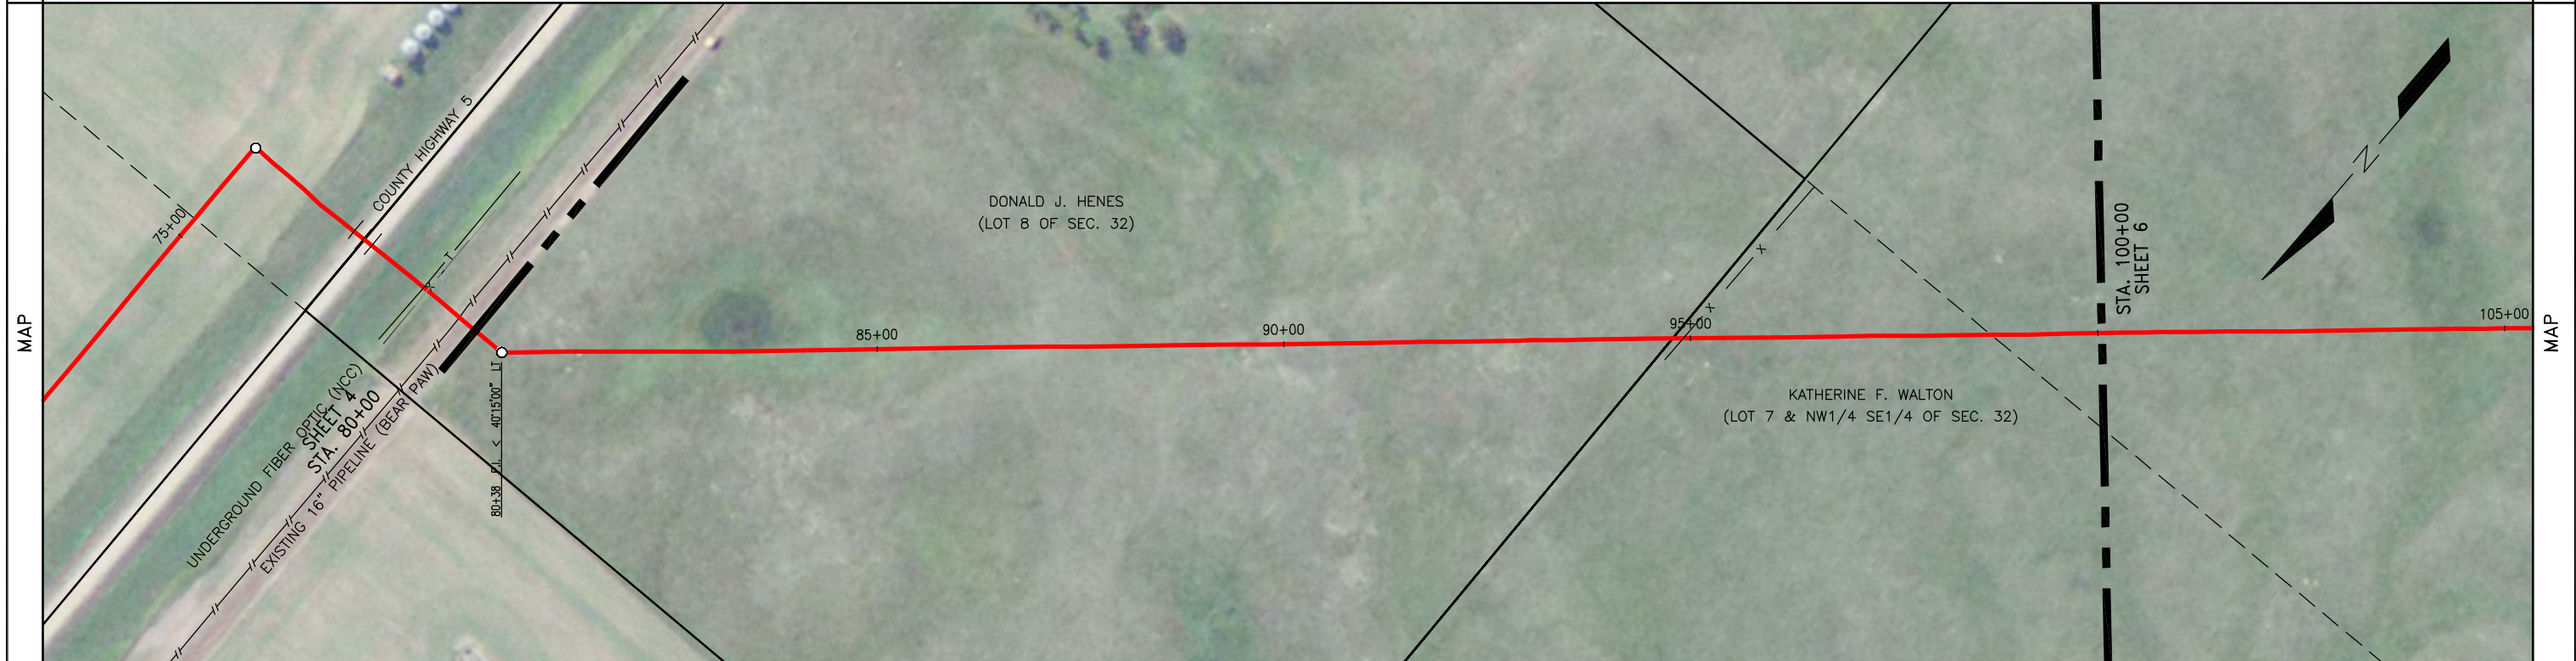 MAP
75+00
COUNTY HIGHWAY 5
T
X
UNDERGROUND FIBER OPTIC (NCC)
SHEET 4
STA. 80+00
EXISTING 16" PIPELINE (BEAR PAW)
80+38 P.I. < 40°15'00" LT
DONALD J. HENES
(LOT 8 OF SEC. 32)
85+00
90+00
95+00
X
X
KATHERINE F. WALTON
(LOT 7 & NW1/4 SE1/4 OF SEC. 32)
STA. 100+00
SHEET 6
N
105+00
MAP